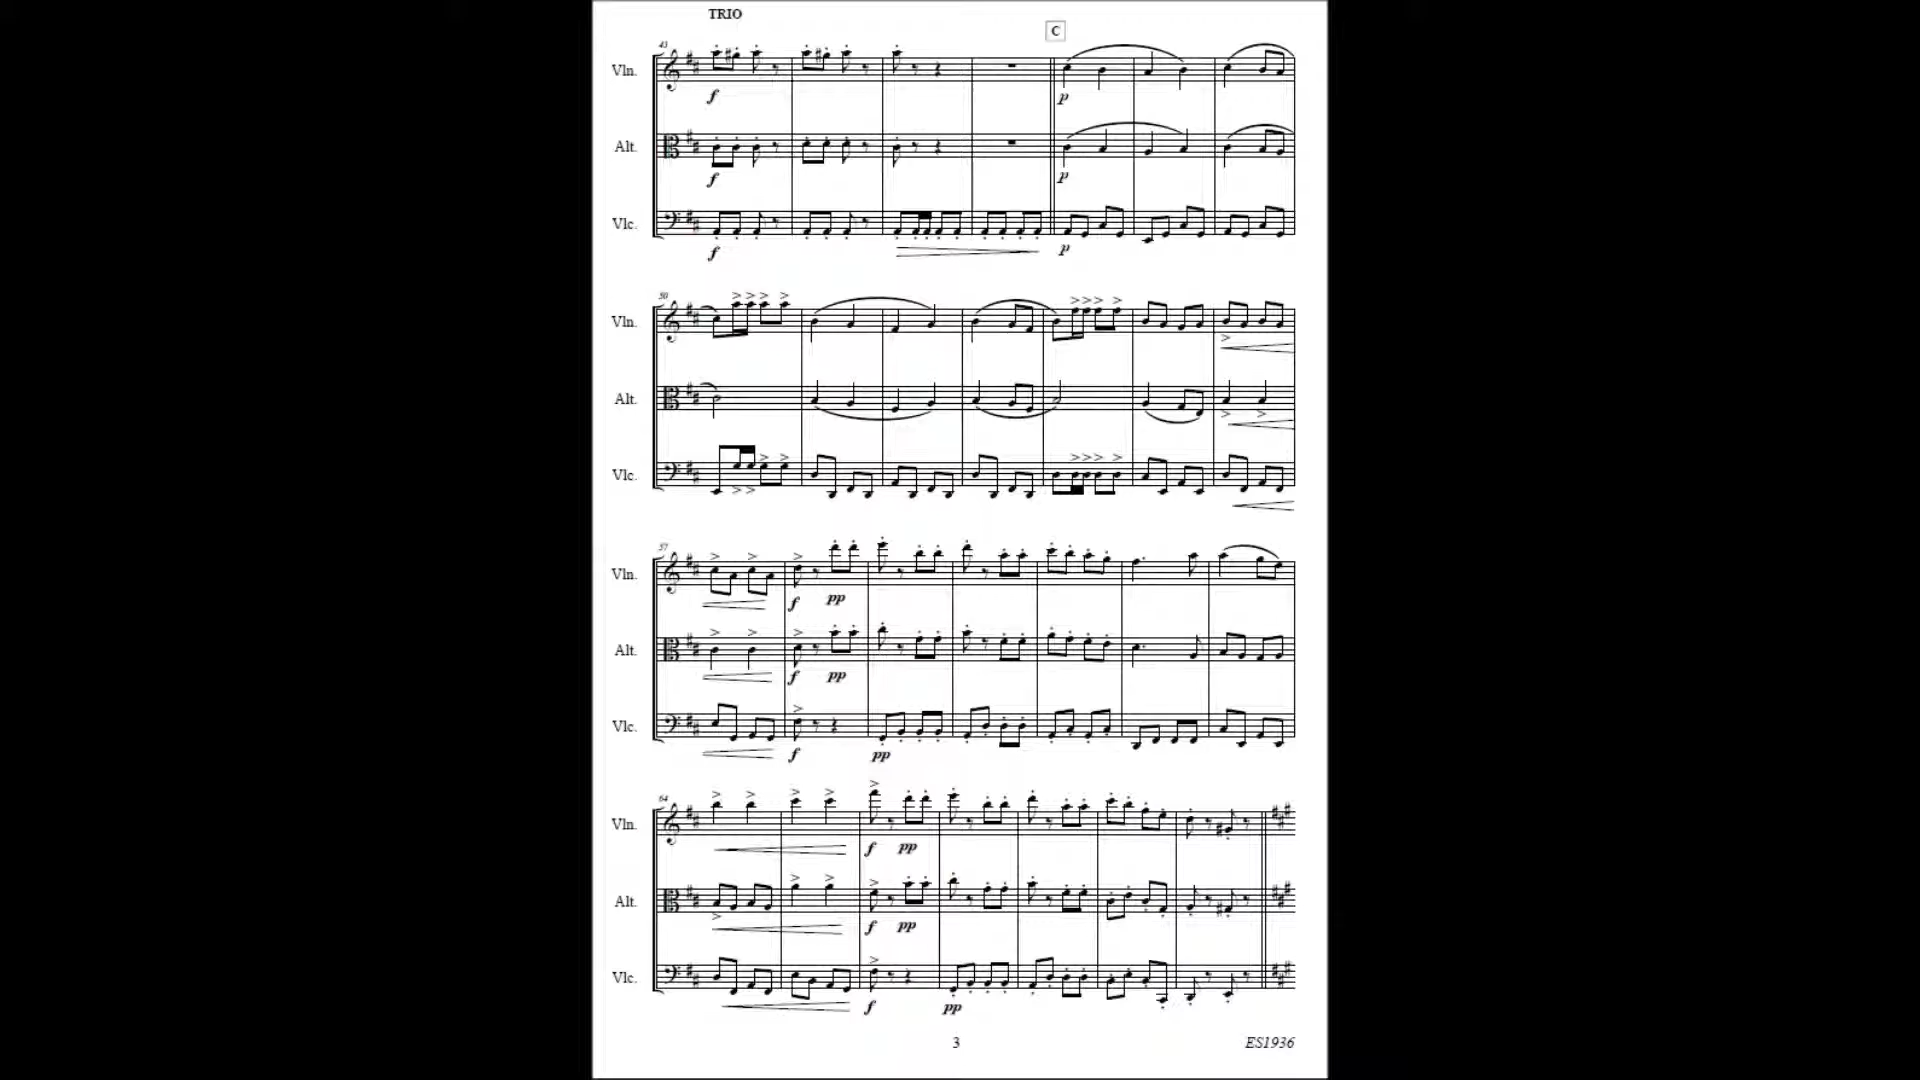 TRIO
C
43
Vln.
f
p
Alt.
f
p
Vlc.
f
p
50
Vln.
Alt.
Vlc.
57
Vln.
f pp
Alt.
f pp
Vlc.
f pp
64
Vln.
f pp
Alt.
f pp
Vlc.
f pp
3 ES1936